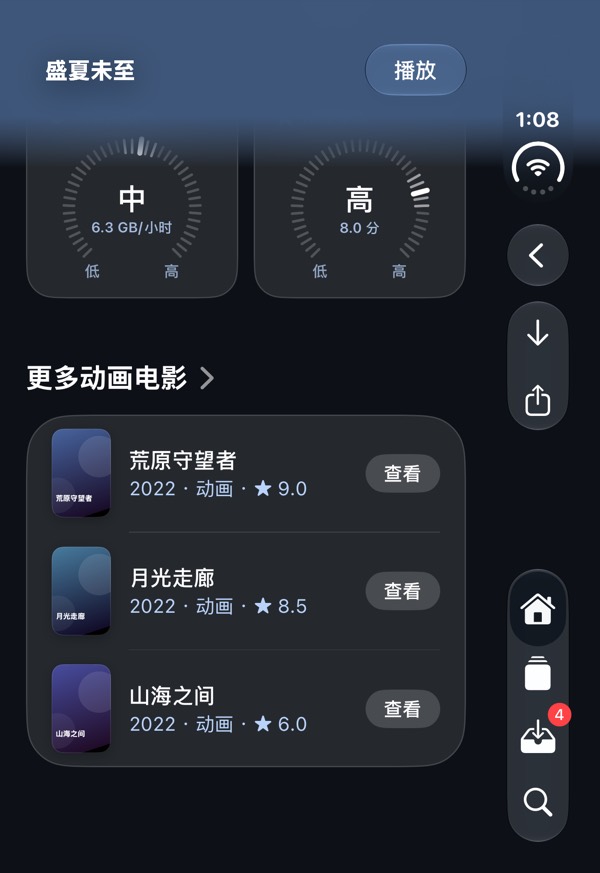 盛夏未至
播放
1:08
中
6.3 GB/小时
低
高
高
8.0 分
低
高
更多动画电影
荒原守望者
荒原守望者
2022 · 动画 · ★ 9.0
查看
月光走廊
月光走廊
2022 · 动画 · ★ 8.5
查看
山海之间
山海之间
2022 · 动画 · ★ 6.0
查看
4